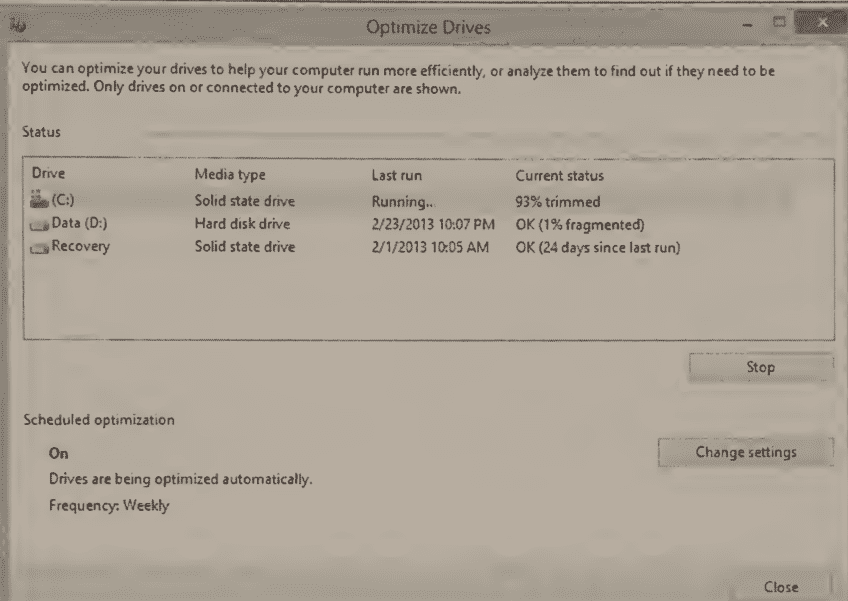 Optimize Drives
You can optimize your drives to help your computer run more efficiently, or analyze them to find out if they need to be
optimized. Only drives on or connected to your computer are shown.
Status
Drive Media type Last run Current status
(C:) Solid state drive Running... 93% trimmed
Data (D:) Hard disk drive 2/23/2013 10:07 PM OK (1% fragmented)
Recovery Solid state drive 2/1/2013 10:05 AM OK (24 days since last run)
Stop
Scheduled optimization
On
Change settings
Drives are being optimized automatically.
Frequency: Weekly
Close